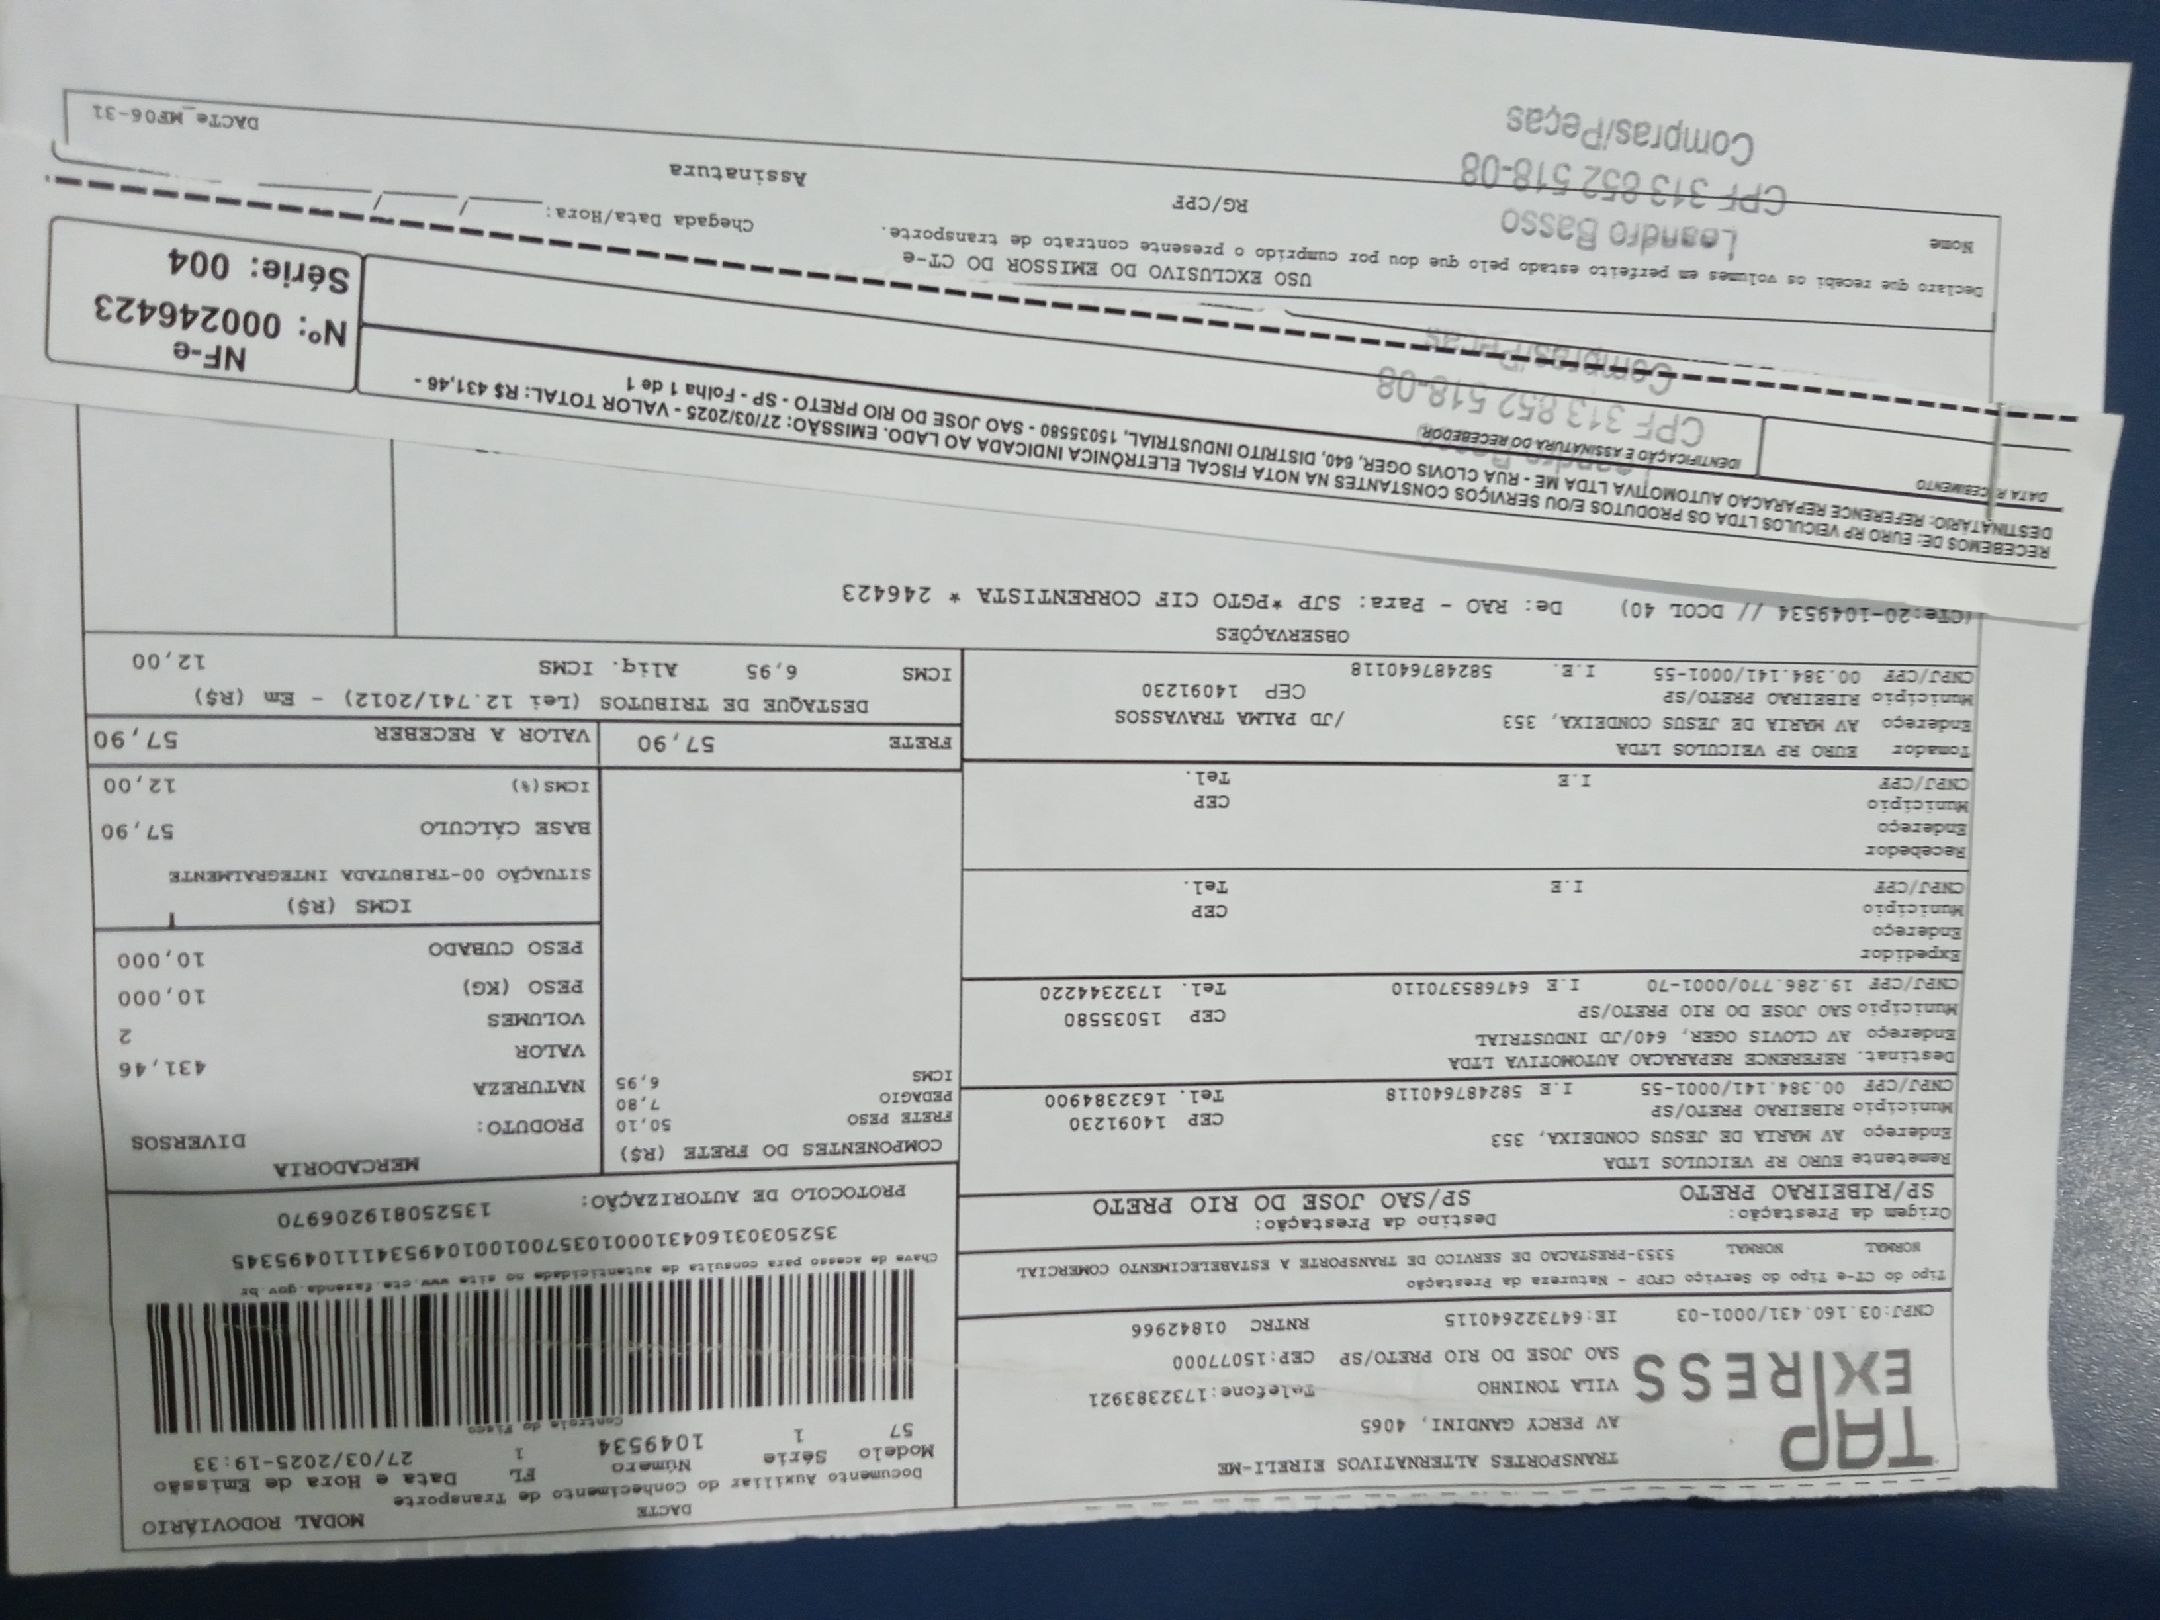 DACTE
MODAL RODOVIÁRIO
Documento Auxiliar do Conhecimento de Transporte
Modelo Série Número FL Data e Hora de Emissão
57 1 1049534 1 27/03/2025-19:33
Controle do Fisco
TAP EXPRESS
TRANSPORTES ALTERNATIVOS EIRELI-ME
AV PERCY GANDINI, 4065
VILA TONINHO Telefone:1732383921
SAO JOSE DO RIO PRETO/SP CEP:15077000
CNPJ:03.160.431/0001-03 IE:647322640115 RNTRC 01842966
Tipo do CT-e Tipo do Serviço CFOP - Natureza da Prestação
NORMAL NORMAL 5353-PRESTACAO DE SERVICO DE TRANSPORTE A ESTABELECIMENTO COMERCIAL
Chave de acesso para consulta de autenticidade no site www.cte.fazenda.gov.br
35250303160431000103570010010495341110495345
Origem da Prestação: Destino da Prestação:
SP/RIBEIRAO PRETO SP/SAO JOSE DO RIO PRETO
PROTOCOLO DE AUTORIZAÇÃO: 135250819206970
Remetente EURO RP VEICULOS LTDA
Endereço AV MARIA DE JESUS CONDEIXA, 353
Município RIBEIRAO PRETO/SP CEP 14091230
CNPJ/CPF 00.384.141/0001-55 I.E 582487640118 Tel. 1632384900
Destinat. REFERENCE REPARACAO AUTOMOTIVA LTDA
Endereço AV CLOVIS OGER, 640/JD INDUSTRIAL
Município SAO JOSE DO RIO PRETO/SP CEP 15035580
CNPJ/CPF 19.286.770/0001-70 I.E 647685370110 Tel. 1732344220
Expedidor
Endereço
Município CEP
CNPJ/CPF I.E Tel.
Recebedor
Endereço
Município CEP
CNPJ/CPF I.E Tel.
Tomador EURO RP VEICULOS LTDA
Endereço AV MARIA DE JESUS CONDEIXA, 353 /JD PALMA TRAVASSOS
Município RIBEIRAO PRETO/SP CEP 14091230
CNPJ/CPF 00.384.141/0001-55 I.E. 582487640118
COMPONENTES DO FRETE (R$)
FRETE PESO 50,10
PEDAGIO 7,80
ICMS 6,95
MERCADORIA
PRODUTO: DIVERSOS
NATUREZA
VALOR 431,46
VOLUMES 2
PESO (KG) 10,000
PESO CUBADO 10,000
ICMS (R$)
SITUAÇÃO 00-TRIBUTADA INTEGRALMENTE
BASE CÁLCULO 57,90
ICMS(%) 12,00
FRETE 57,90 VALOR A RECEBER 57,90
DESTAQUE DE TRIBUTOS (Lei 12.741/2012) - Em (R$)
ICMS 6,95 Aliq. ICMS 12,00
OBSERVAÇÕES
(CTe:20-1049534 // DCOL 40) De: RAO - Para: SJP *PGTO CIF CORRENTISTA * 246423
RECEBEMOS DE: EURO RP VEICULOS LTDA OS PRODUTOS E/OU SERVIÇOS CONSTANTES NA NOTA FISCAL ELETRÔNICA INDICADA AO LADO. EMISSÃO: 27/03/2025 - VALOR TOTAL: R$ 431,46 -
DESTINATÁRIO: REFERENCE REPARACAO AUTOMOTIVA LTDA ME - RUA CLOVIS OGER, 640, DISTRITO INDUSTRIAL, 15035580 - SAO JOSE DO RIO PRETO - SP - Folha 1 de 1
DATA RECEBIMENTO
IDENTIFICAÇÃO E ASSINATURA DO RECEBEDOR
CPF 313 852 518-08
Compras/Peças
NF-e
Nº: 000246423
Série: 004
USO EXCLUSIVO DO EMISSOR DO CT-e
Declaro que recebi os volumes em perfeito estado pelo que dou por cumprido o presente contrato de transporte.
Nome
RG/CPF
Chegada Data/Hora: / /
Assinatura
Leandro Basso
CPF 313 852 518-08
Compras/Peças
DACTe_MF06-31